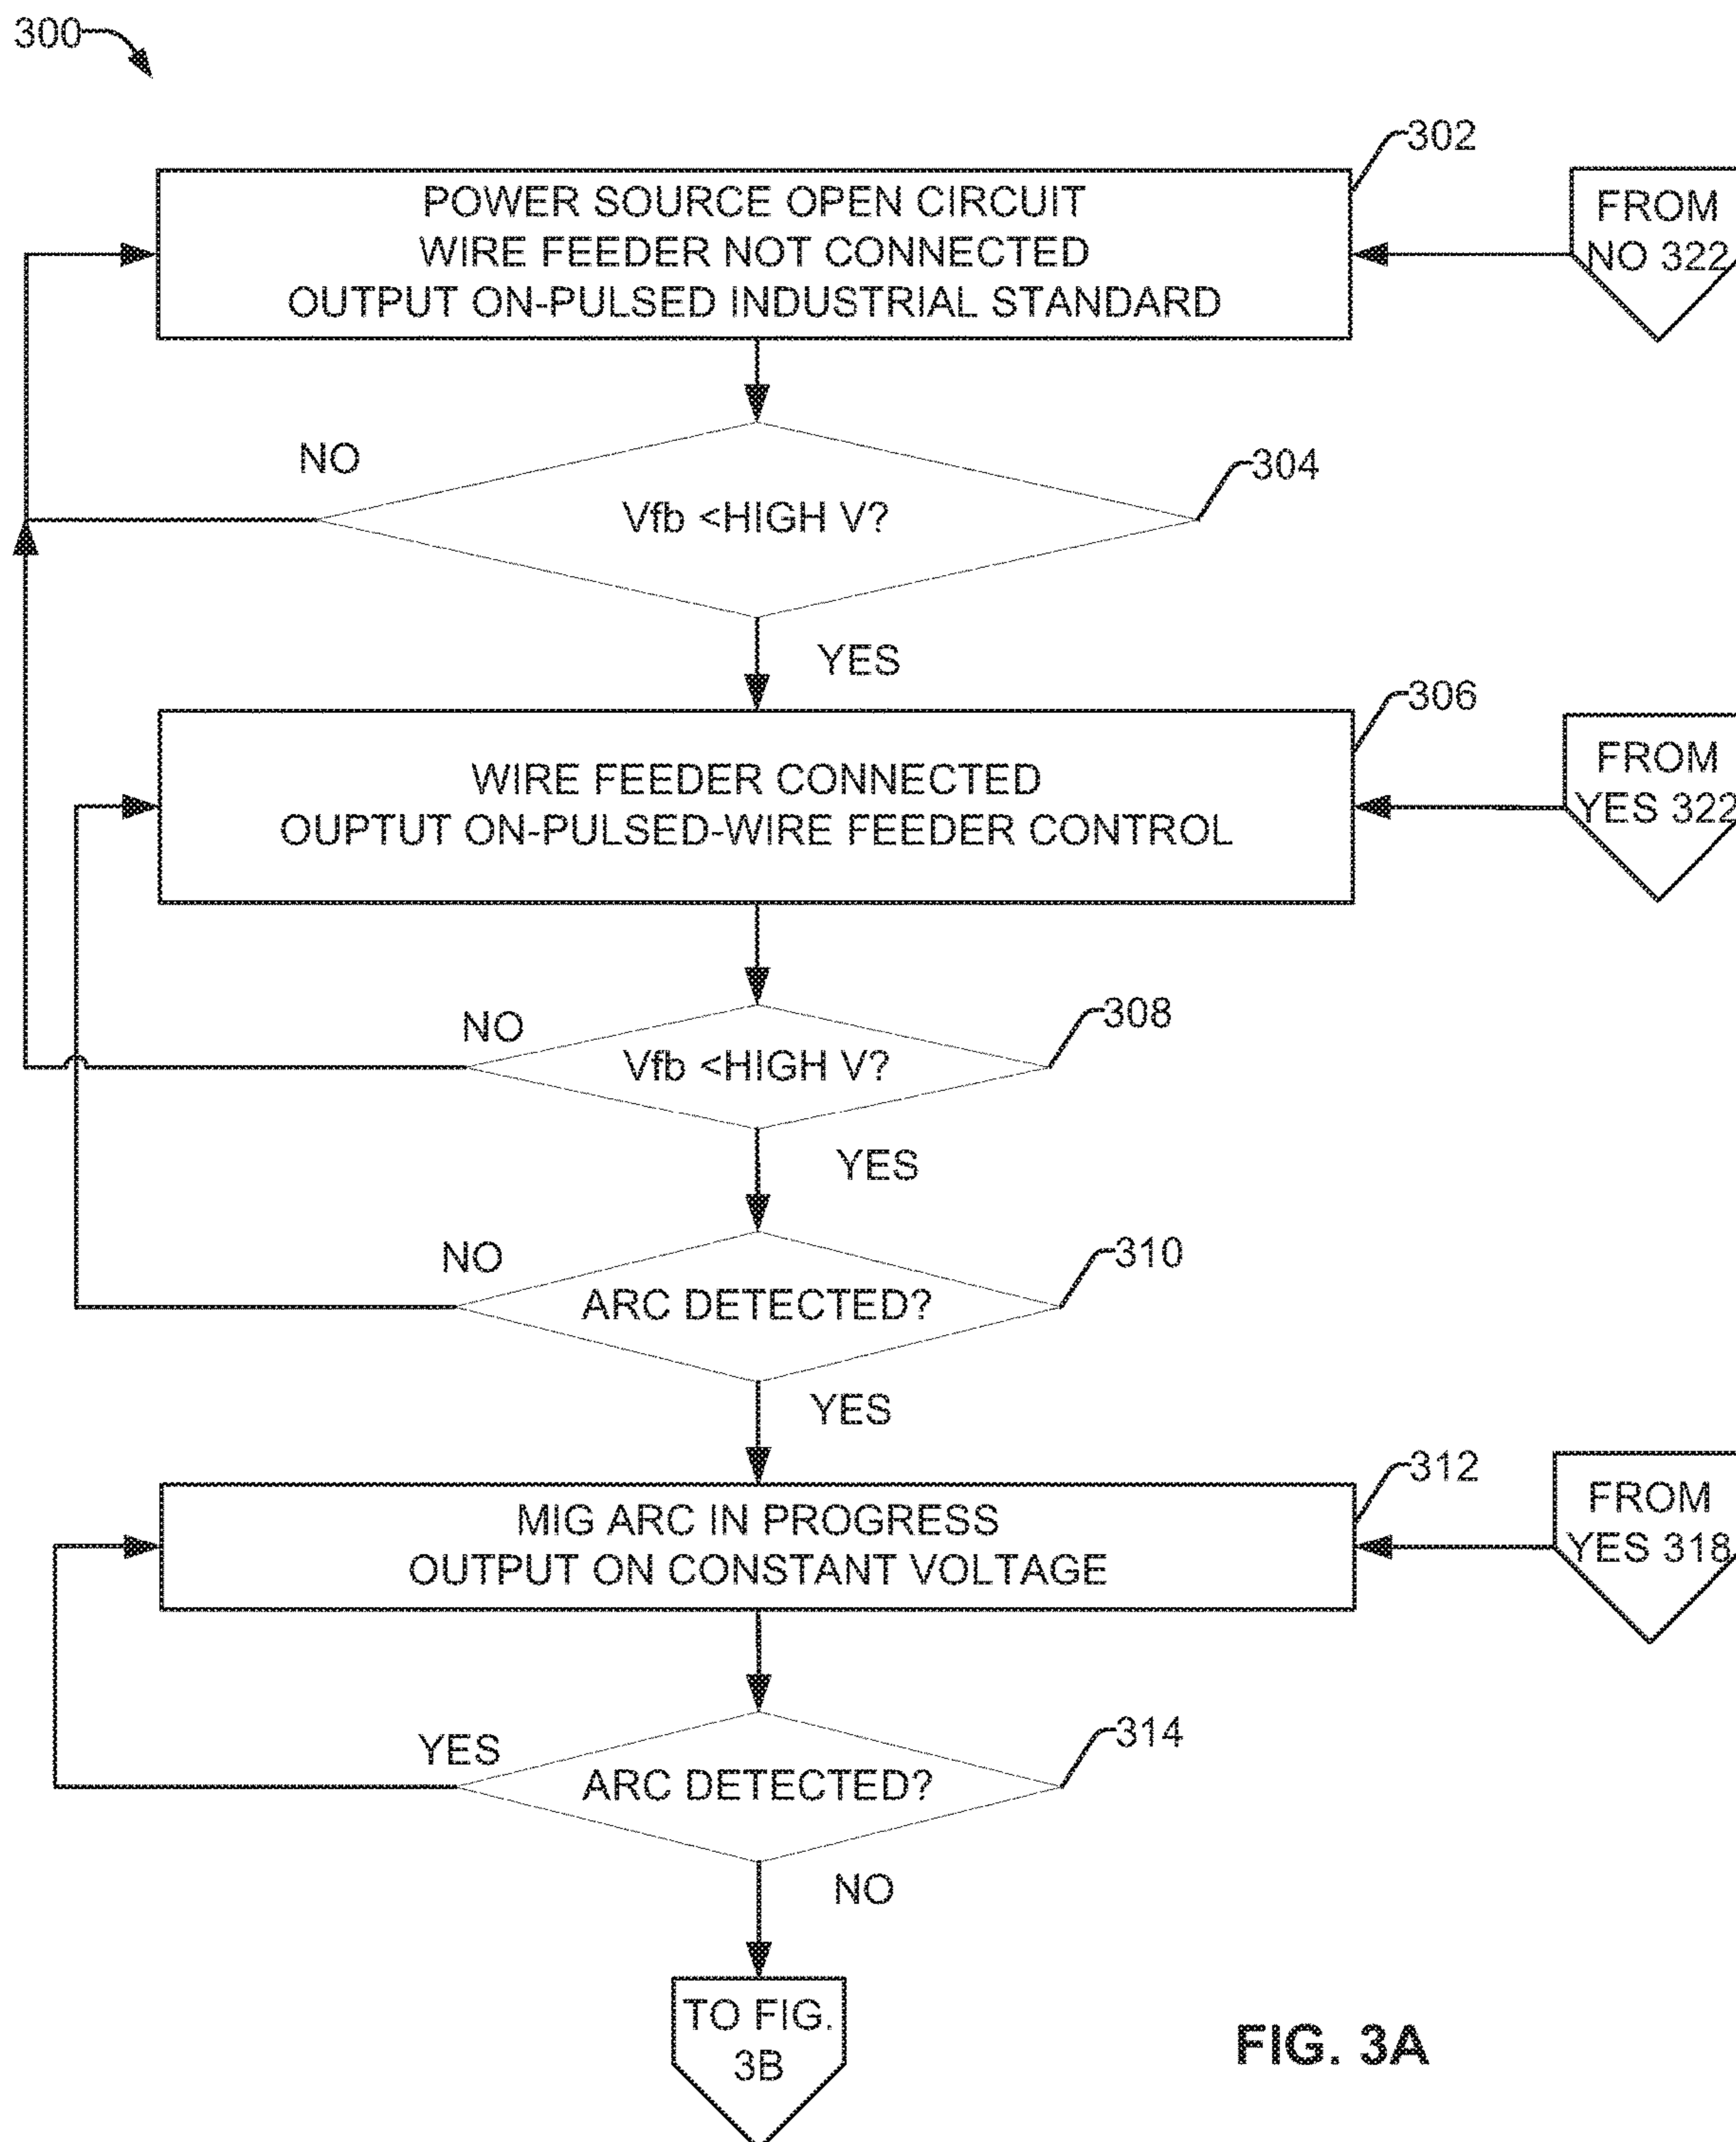 300
302
POWER SOURCE OPEN CIRCUIT
WIRE FEEDER NOT CONNECTED
OUTPUT ON-PULSED INDUSTRIAL STANDARD
FROM
NO 322
NO
304
Vfb <HIGH V?
YES
306
WIRE FEEDER CONNECTED
OUPTUT ON-PULSED-WIRE FEEDER CONTROL
FROM
YES 322
NO
308
Vfb <HIGH V?
YES
NO
310
ARC DETECTED?
YES
312
MIG ARC IN PROGRESS
OUTPUT ON CONSTANT VOLTAGE
FROM
YES 318
YES
314
ARC DETECTED?
NO
TO FIG.
3B
FIG. 3A